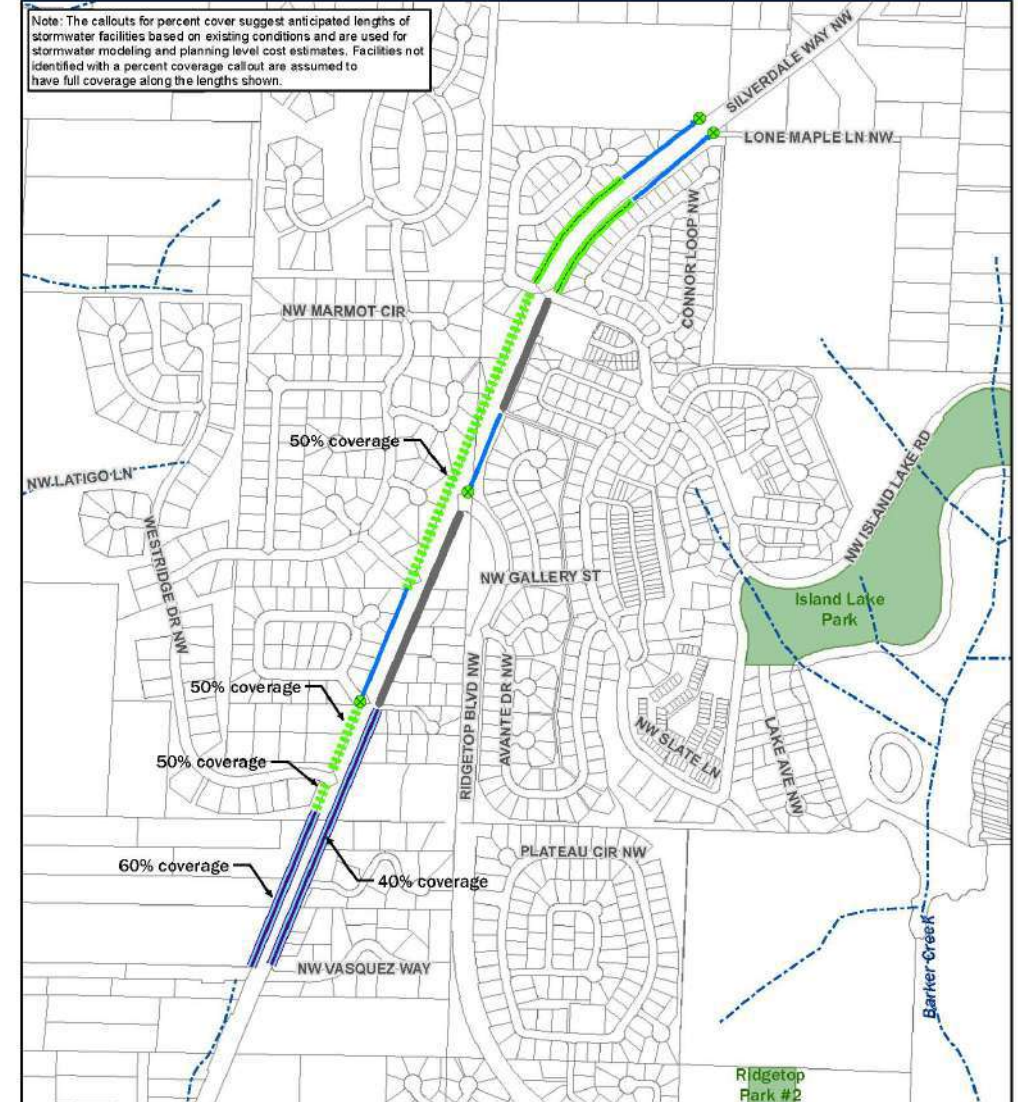 Note: The callouts for percent cover suggest anticipated lengths of
stormwater facilities based on existing conditions and are used for
stormwater modeling and planning level cost estimates. Facilities not
identified with a percent coverage callout are assumed to
have full coverage along the lengths shown.
SILVERDALE WAY NW
LONE MAPLE LN NW
CONNOR LOOP NW
NW MARMOT CIR
50% coverage
NW LATIGO LN
NW ISLAND LAKE RD
WESTRIDGE DR NW
NW GALLERY ST
Island Lake
Park
50% coverage
RIDGETOP BLVD NW
AVANTE DR NW
NW SLATE LN
LAKE AVE NW
50% coverage
PLATEAU CIR NW
60% coverage
40% coverage
Barker Creek
NW VASQUEZ WAY
Ridgetop
Park #2